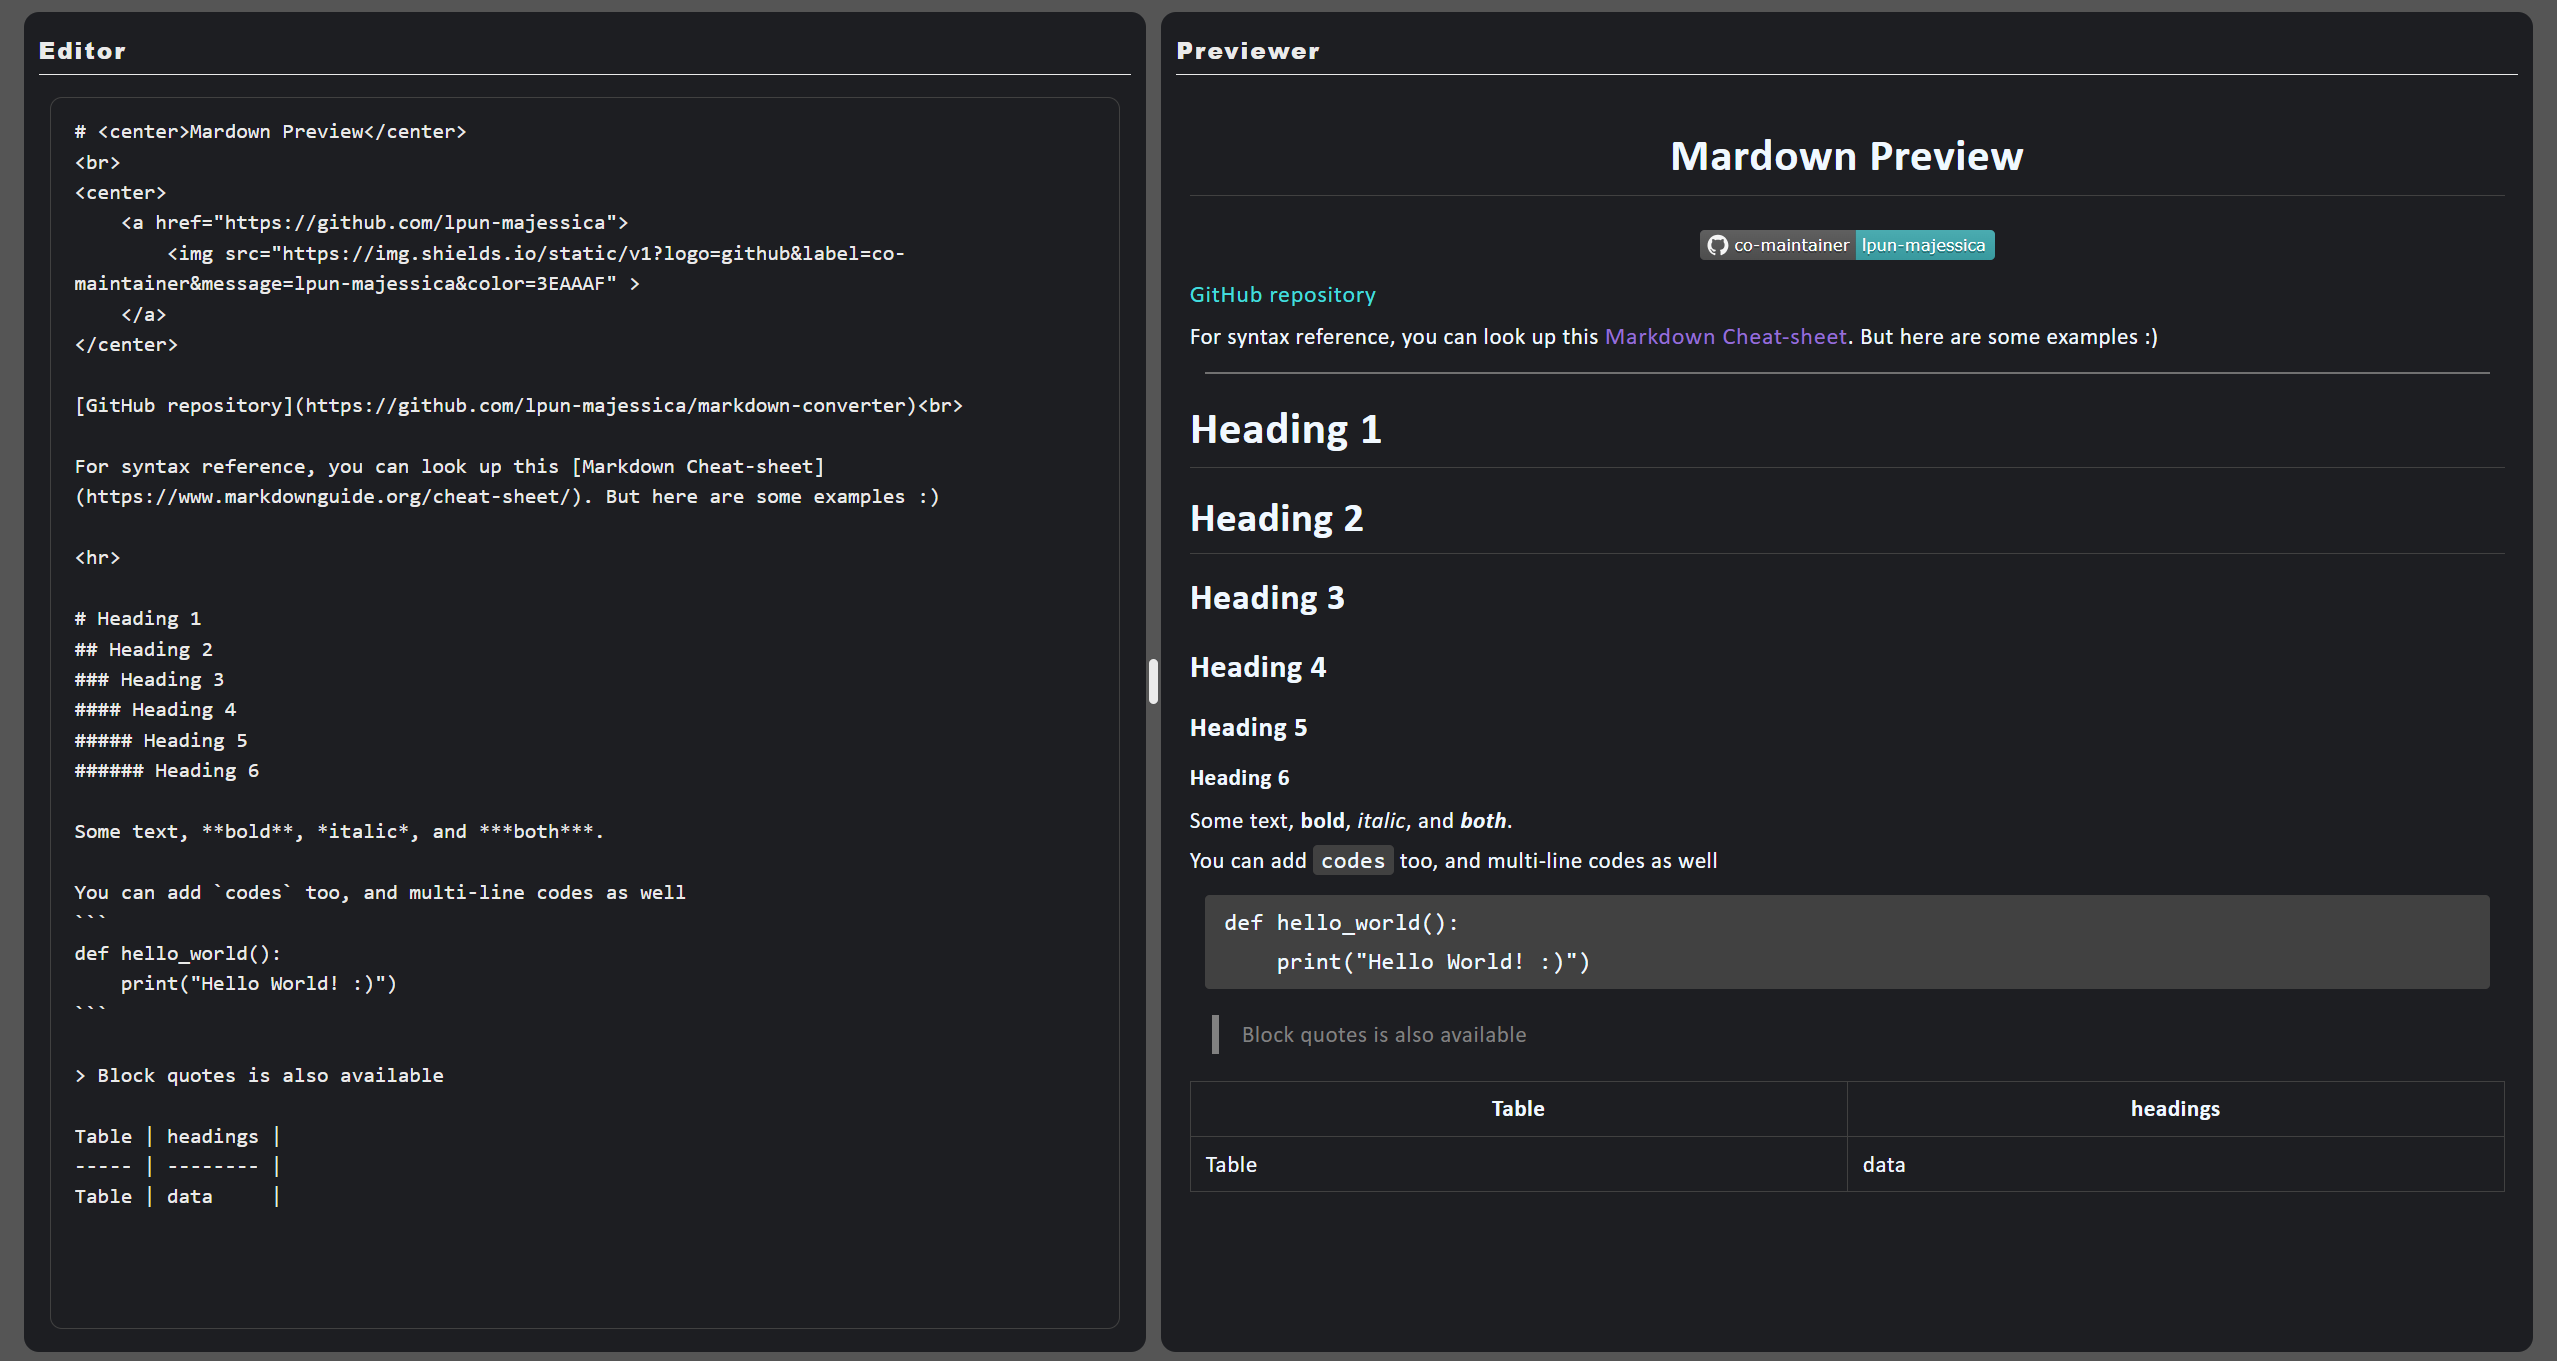 Editor
# <center>Mardown Preview</center>
<br>
<center>
    <a href="https://github.com/lpun-majessica">
        <img src="https://img.shields.io/static/v1?logo=github&label=co-
maintainer&message=lpun-majessica&color=3EAAAF" >
    </a>
</center>
[GitHub repository](https://github.com/lpun-majessica/markdown-converter)<br>
For syntax reference, you can look up this [Markdown Cheat-sheet]
(https://www.markdownguide.org/cheat-sheet/). But here are some examples :)
<hr>
# Heading 1
## Heading 2
### Heading 3
#### Heading 4
##### Heading 5
###### Heading 6
Some text, **bold**, *italic*, and ***both***.
You can add `codes` too, and multi-line codes as well
```
def hello_world():
    print("Hello World! :)")
```
> Block quotes is also available
Table | headings |
----- | -------- |
Table | data     |
Previewer
Mardown Preview
co-maintainer lpun-majessica
GitHub repository
For syntax reference, you can look up this Markdown Cheat-sheet. But here are some examples :)
Heading 1
Heading 2
Heading 3
Heading 4
Heading 5
Heading 6
Some text, bold, italic, and both.
You can add codes too, and multi-line codes as well
def hello_world():
    print("Hello World! :)")
Block quotes is also available
Table headings
Table data